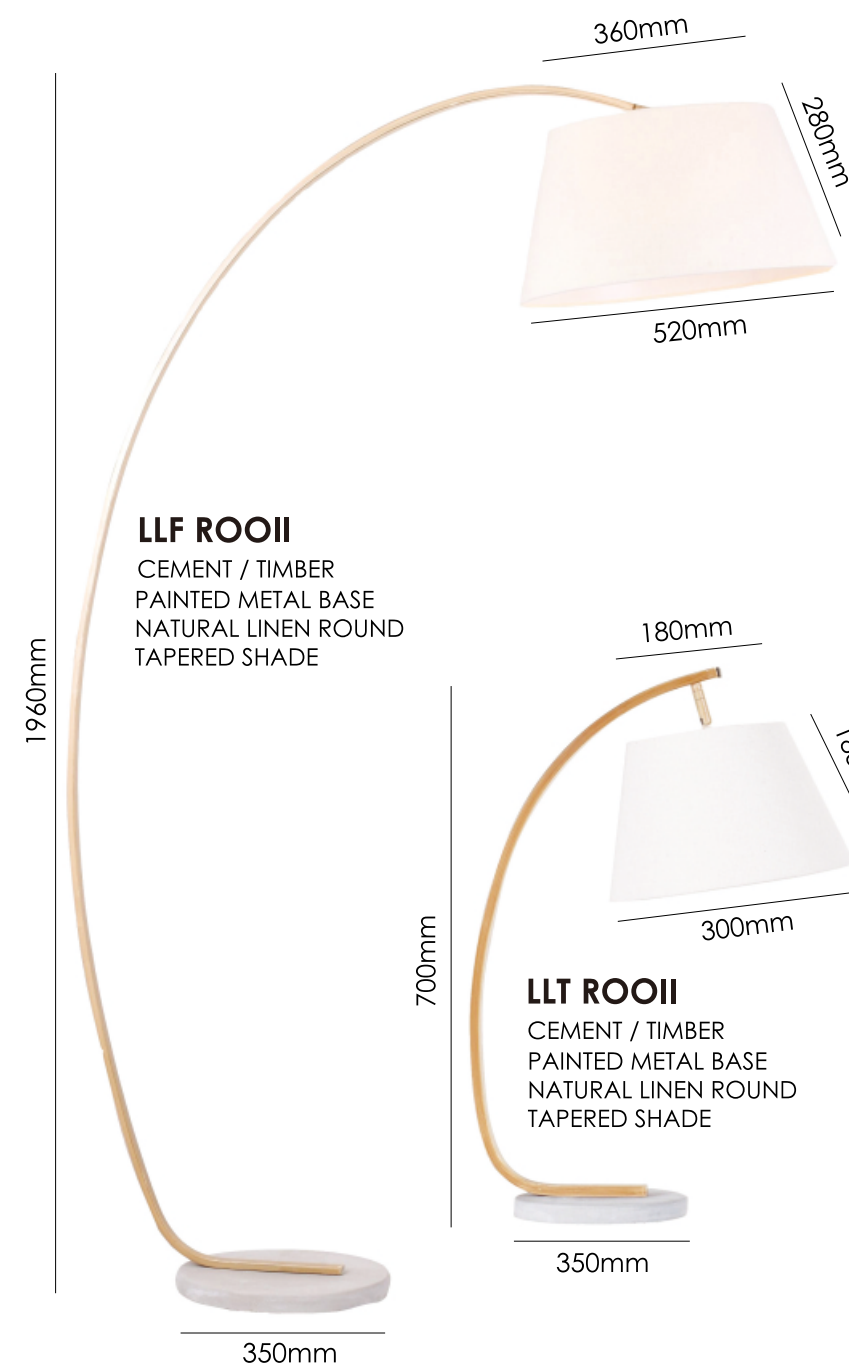 360mm
280mm
520mm
LLF ROOII
CEMENT / TIMBER
PAINTED METAL BASE
NATURAL LINEN ROUND
TAPERED SHADE
1960mm
180mm
300mm
700mm
LLT ROOII
CEMENT / TIMBER
PAINTED METAL BASE
NATURAL LINEN ROUND
TAPERED SHADE
350mm
350mm